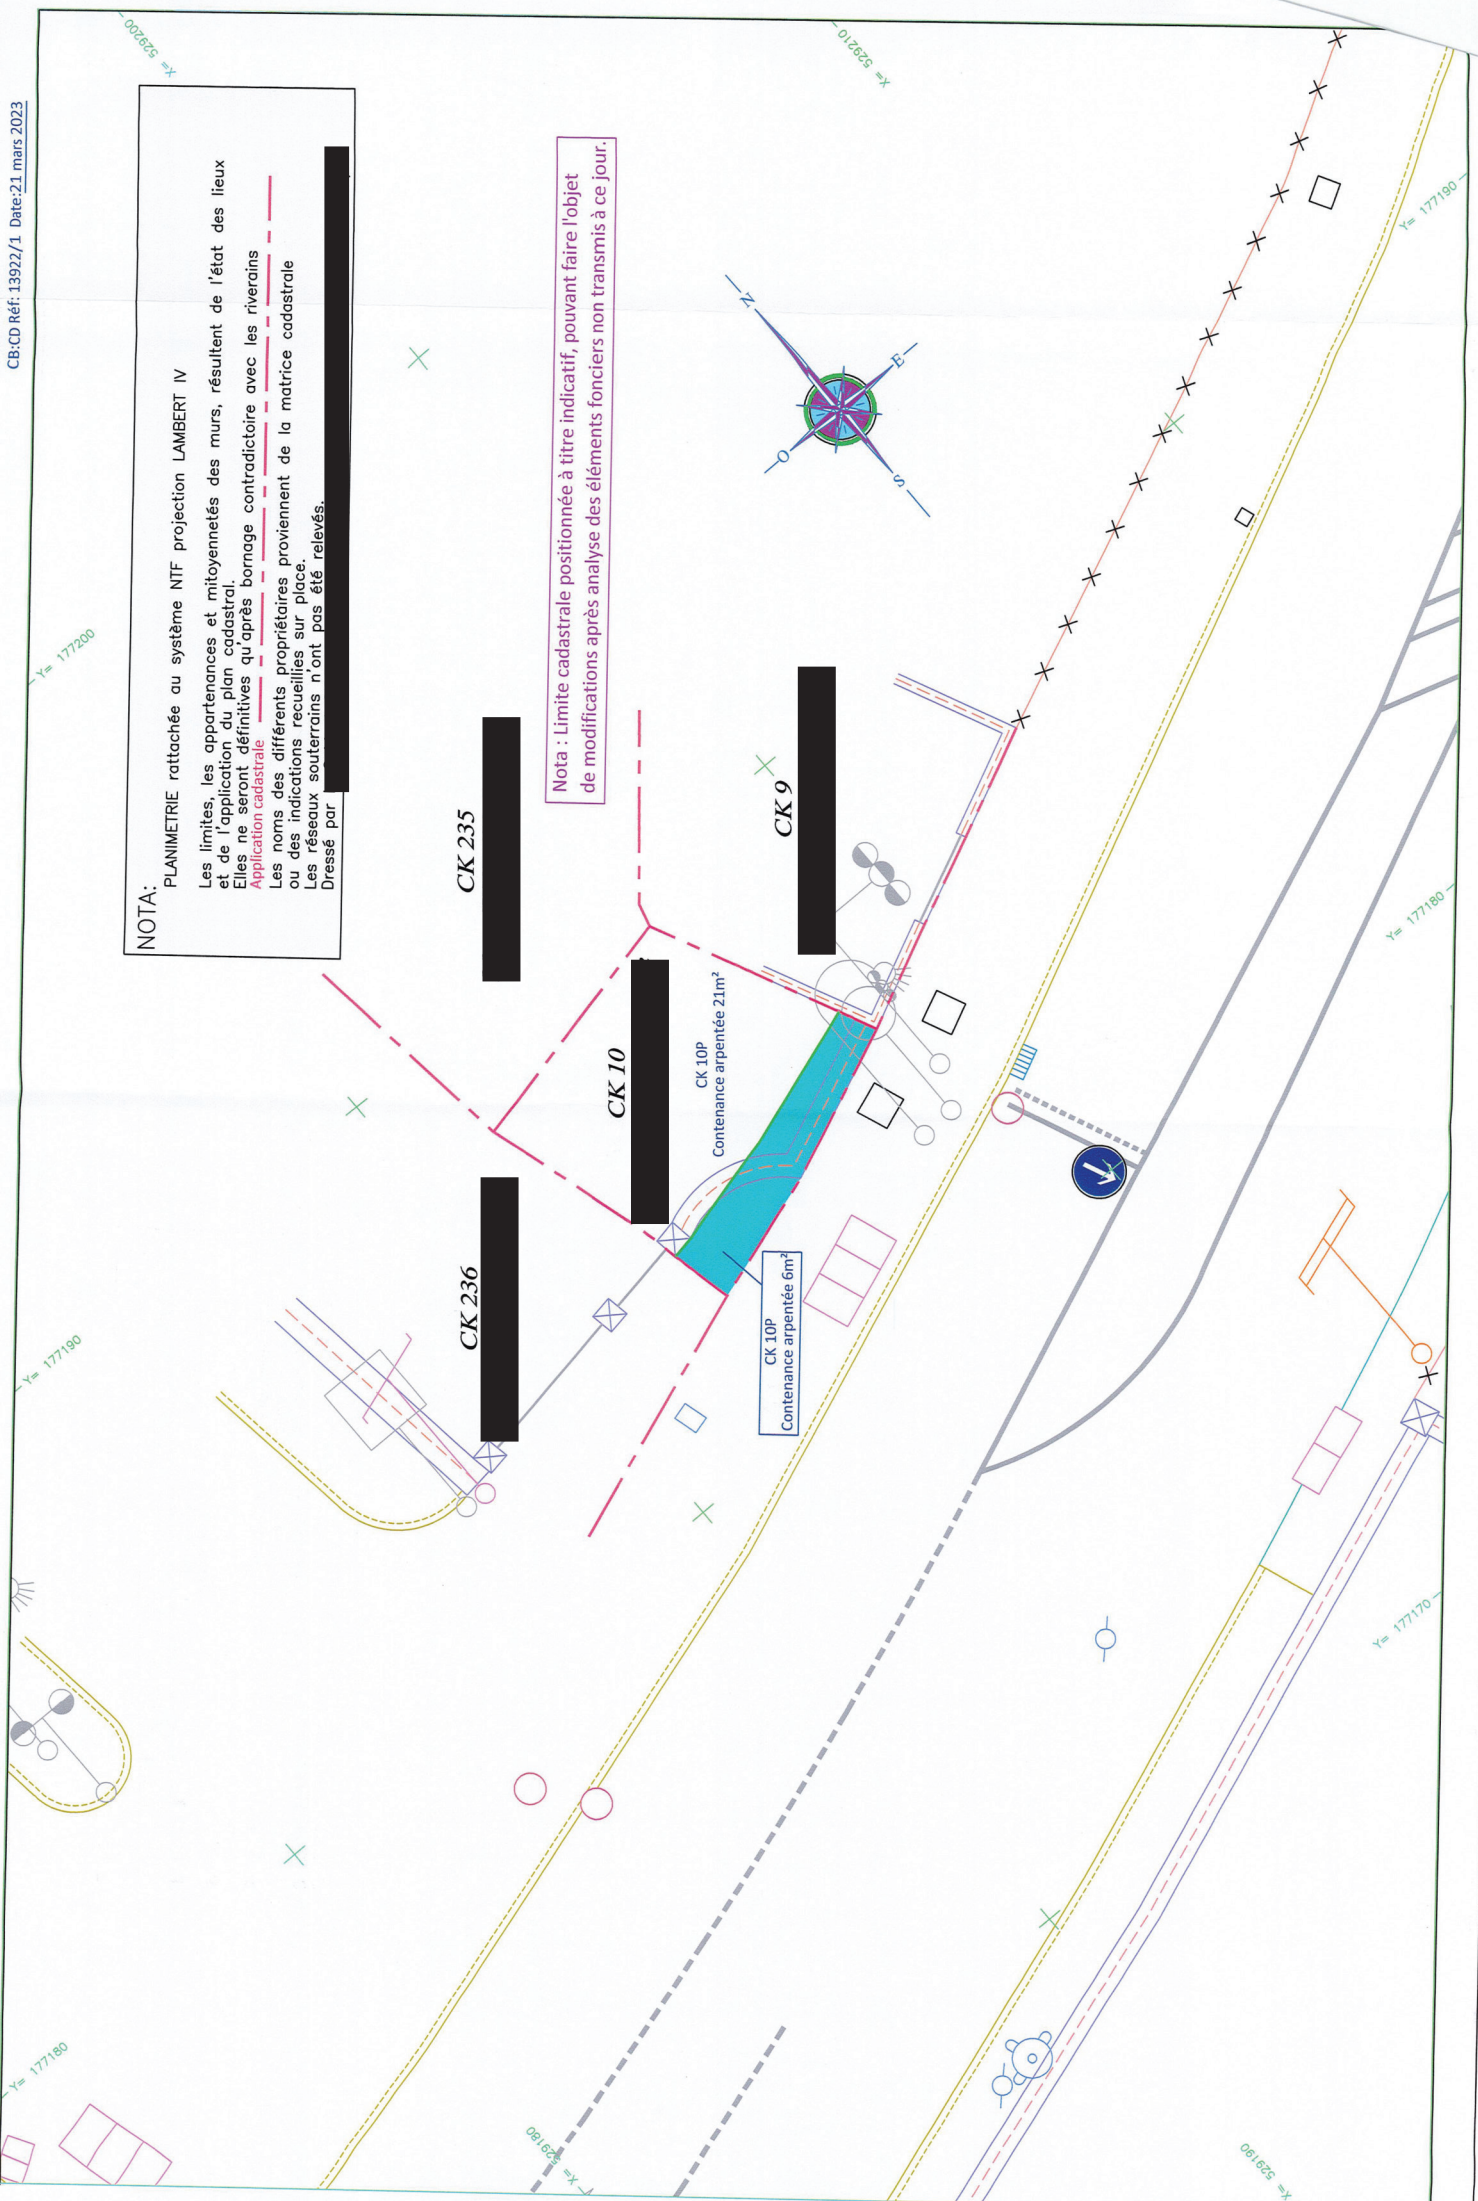 CB:CD Réf: 13922/1 Date:21 mars 2023
NOTA:
PLANIMETRIE rattachée au système NTF projection LAMBERT IV
Les limites, les appartenances et mitoyennetés des murs, résultent de l'état des lieux
et de l'application du plan cadastral.
Elles ne seront définitives qu'après bornage contradictoire avec les riverains
Application cadastrale
Les noms des différents propriétaires proviennent de la matrice cadastrale
ou des indications recueillies sur place.
Les réseaux souterrains n'ont pas été relevés.
Dressé par
Nota : Limite cadastrale positionnée à titre indicatif, pouvant faire l'objet
de modifications après analyse des éléments fonciers non transmis à ce jour.
CK 235
CK 236
CK 10
CK 9
CK 10P
Contenance arpentée 21m²
CK 10P
Contenance arpentée 6m²
N
E
S
O
X= 529200
X= 529210
Y= 177200
Y= 177190
Y= 177190
Y= 177180
Y= 177180
Y= 177170
X= 529180
X= 529190